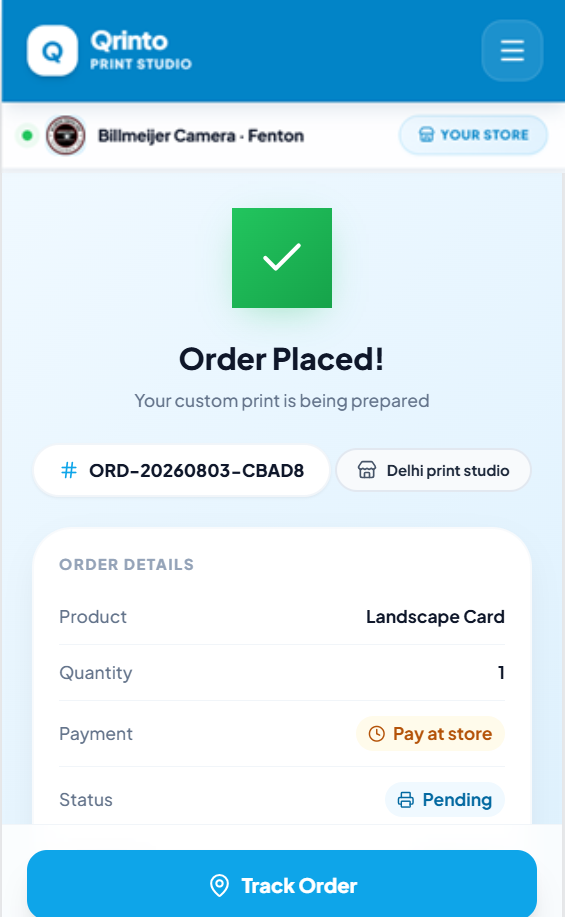 Q Qrinto
PRINT STUDIO
Billmeijer Camera · Fenton
YOUR STORE
Order Placed!
Your custom print is being prepared
# ORD-20260803-CBAD8
Delhi print studio
ORDER DETAILS
Product Landscape Card
Quantity 1
Payment Pay at store
Status Pending
Track Order